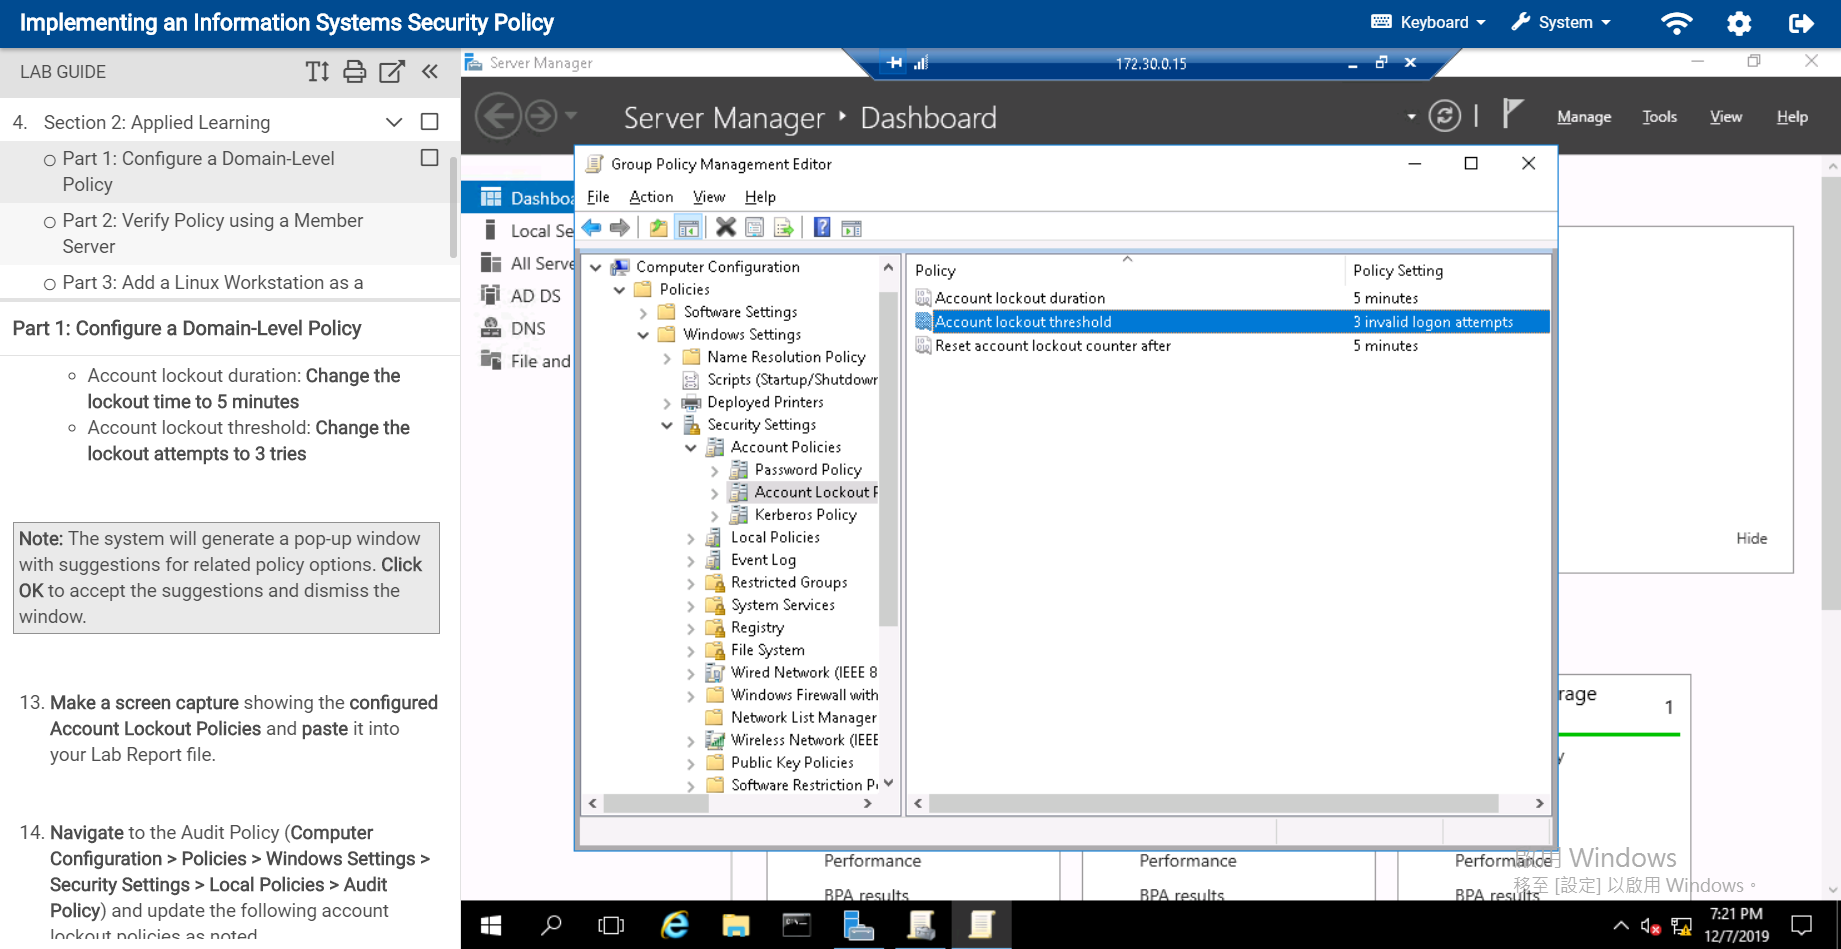 Implementing an Information Systems Security Policy
Keyboard
System
LAB GUIDE
4. Section 2: Applied Learning
Part 1: Configure a Domain-Level
Policy
Part 2: Verify Policy using a Member
Server
Part 3: Add a Linux Workstation as a
Part 1: Configure a Domain-Level Policy
Account lockout duration: Change the
lockout time to 5 minutes
Account lockout threshold: Change the
lockout attempts to 3 tries
Note: The system will generate a pop-up window
with suggestions for related policy options. Click
OK to accept the suggestions and dismiss the
window.
13. Make a screen capture showing the configured
Account Lockout Policies and paste it into
your Lab Report file.
14. Navigate to the Audit Policy (Computer
Configuration > Policies > Windows Settings >
Security Settings > Local Policies > Audit
Policy) and update the following account
lockout policies as noted
Server Manager
172.30.0.15
Server Manager
Dashboard
Manage
Tools
View
Help
Dashboa
Local Se
All Serve
AD DS
DNS
File and
Group Policy Management Editor
File
Action
View
Help
Computer Configuration
Policies
Software Settings
Windows Settings
Name Resolution Policy
Scripts (Startup/Shutdown
Deployed Printers
Security Settings
Account Policies
Password Policy
Account Lockout P
Kerberos Policy
Local Policies
Event Log
Restricted Groups
System Services
Registry
File System
Wired Network (IEEE 8
Windows Firewall with
Network List Manager
Wireless Network (IEEE
Public Key Policies
Software Restriction P
Policy
Policy Setting
Account lockout duration
5 minutes
Account lockout threshold
3 invalid logon attempts
Reset account lockout counter after
5 minutes
Hide
rage
1
y
Performance
BPA results
Performance
BPA results
Performance
BPA results
啟用 Windows
移至 [設定] 以啟用 Windows。
7:21 PM
12/7/2019